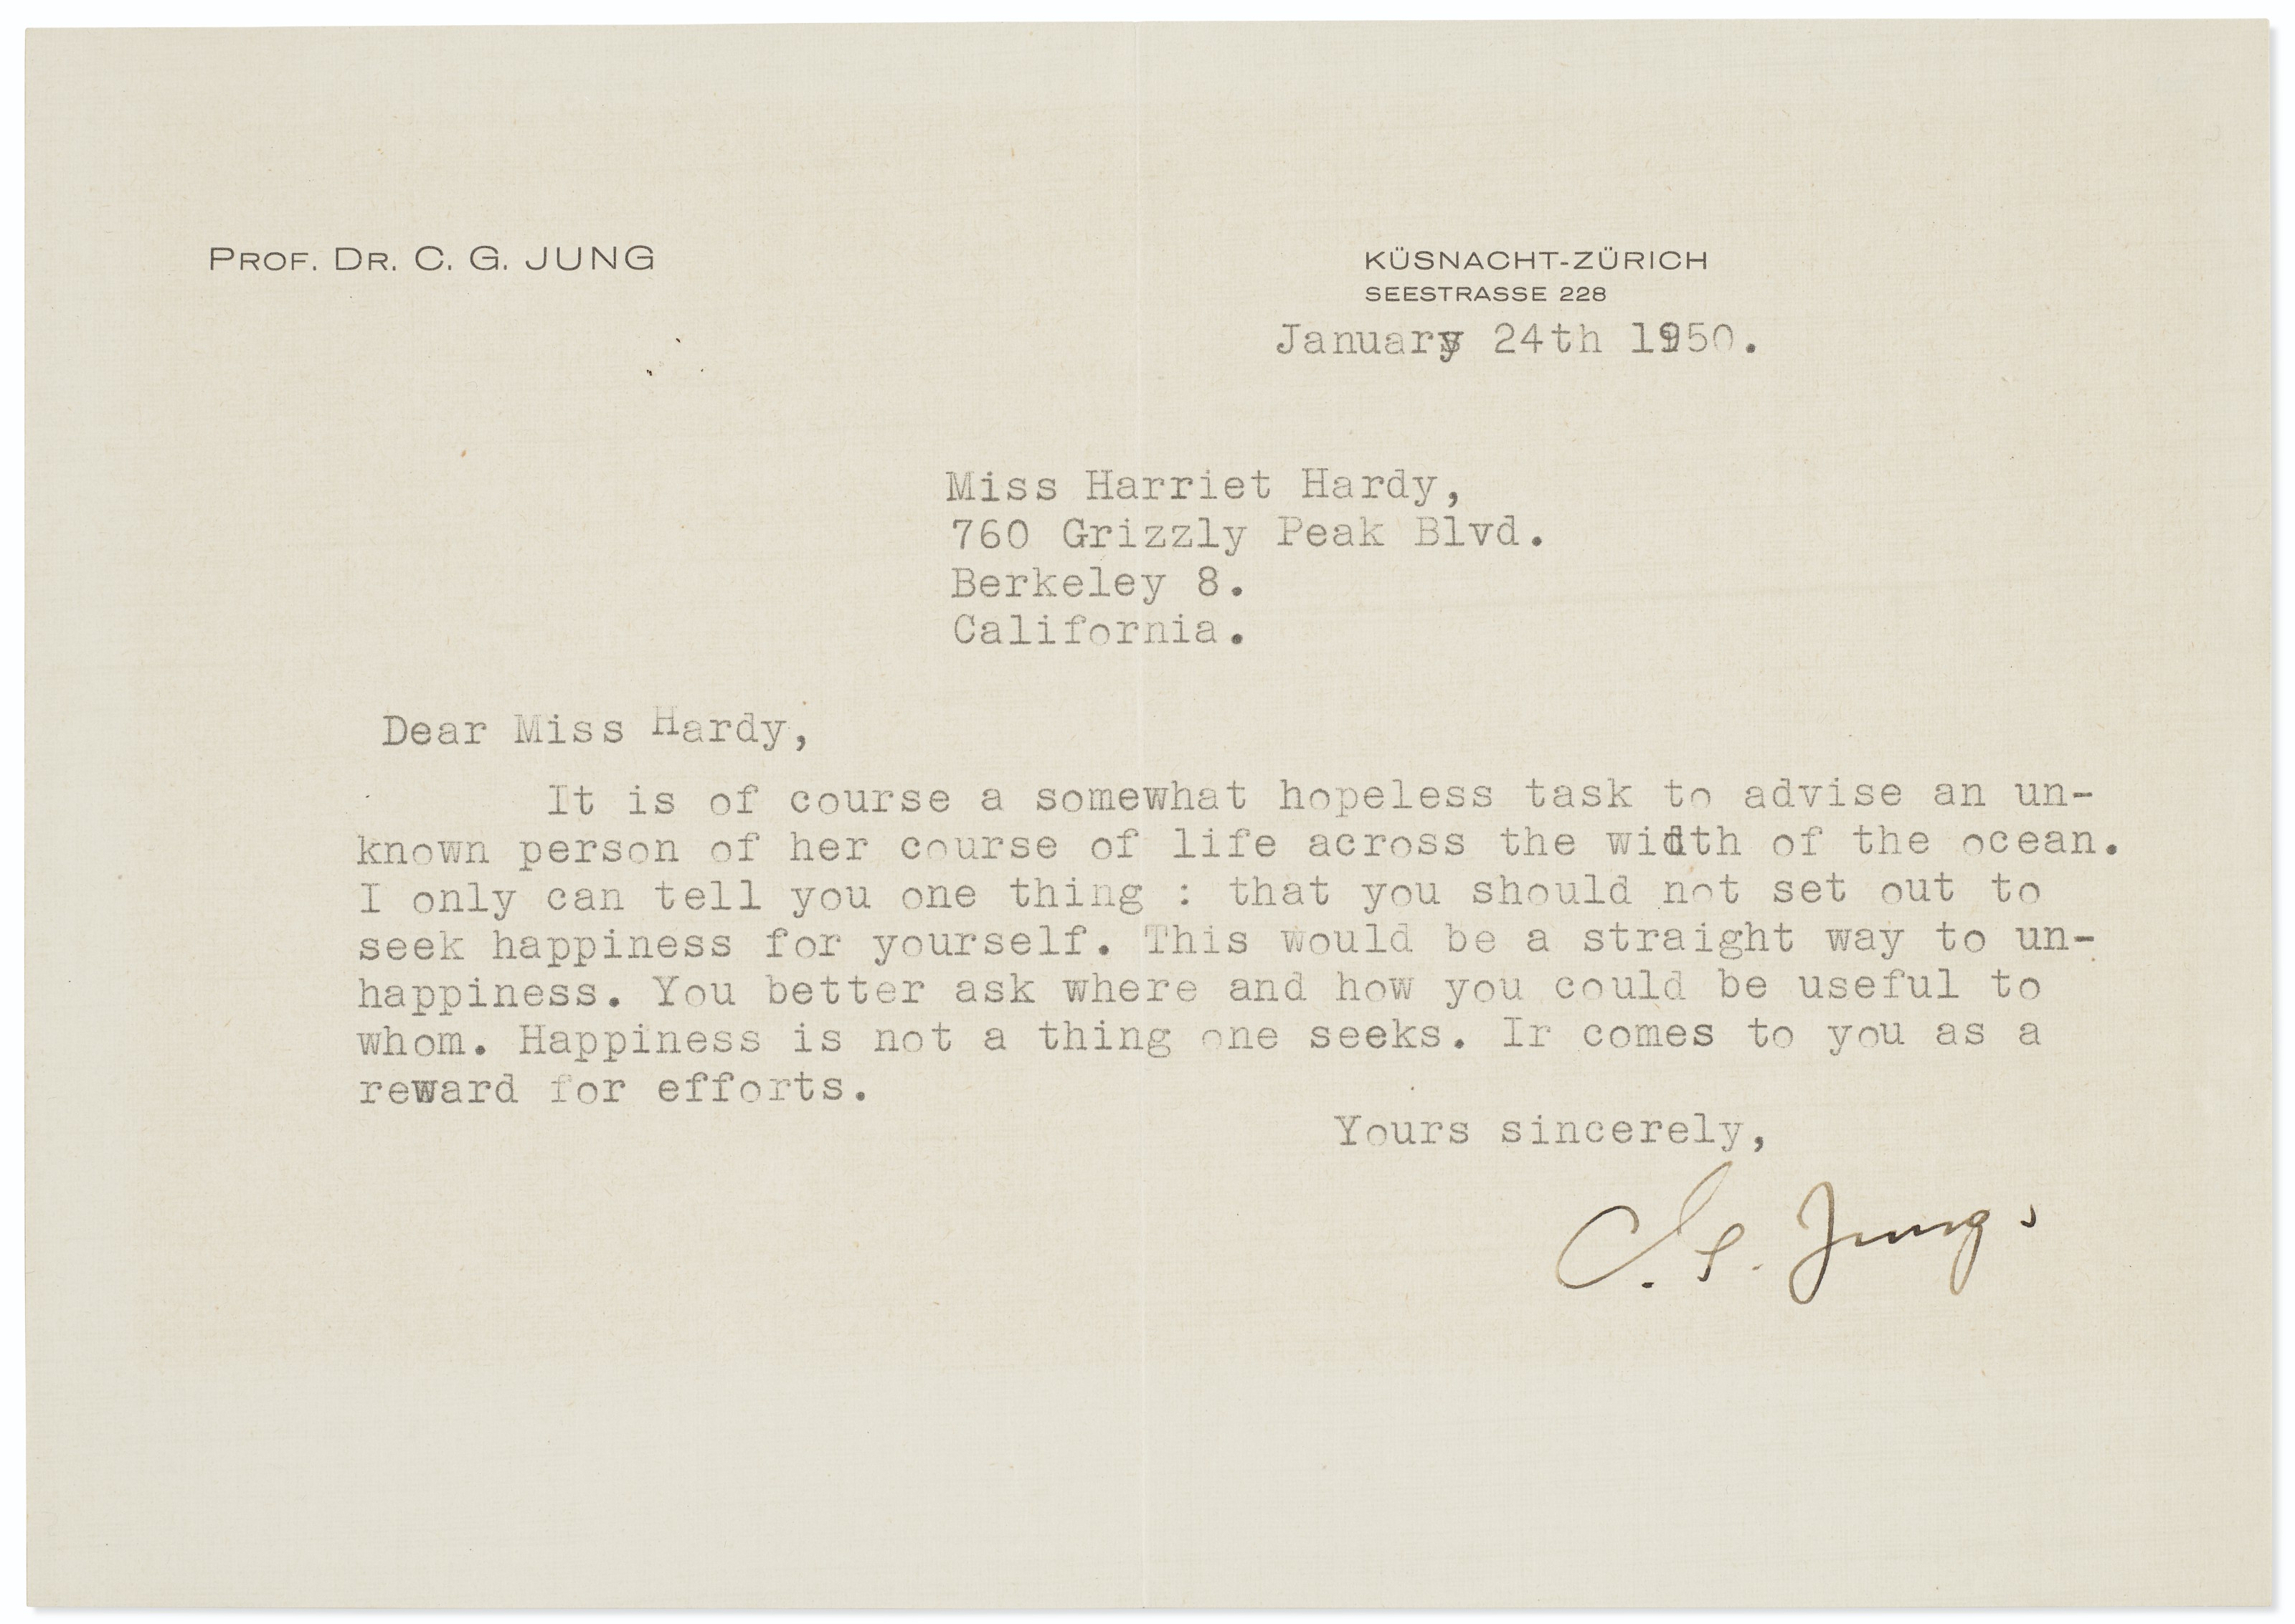 PROF. DR. C. G. JUNG
KÜSNACHT-ZÜRICH
SEESTRASSE 228
January 24th 1950.
Miss Harriet Hardy,
760 Grizzly Peak Blvd.
Berkeley 8.
California.
Dear Miss Hardy,
It is of course a somewhat hopeless task to advise an un-
known person of her course of life across the width of the ocean.
I only can tell you one thing : that you should not set out to
seek happiness for yourself. This would be a straight way to un-
happiness. You better ask where and how you could be useful to
whom. Happiness is not a thing one seeks. Ir comes to you as a
reward for efforts.
Yours sincerely,
C. G. Jung.